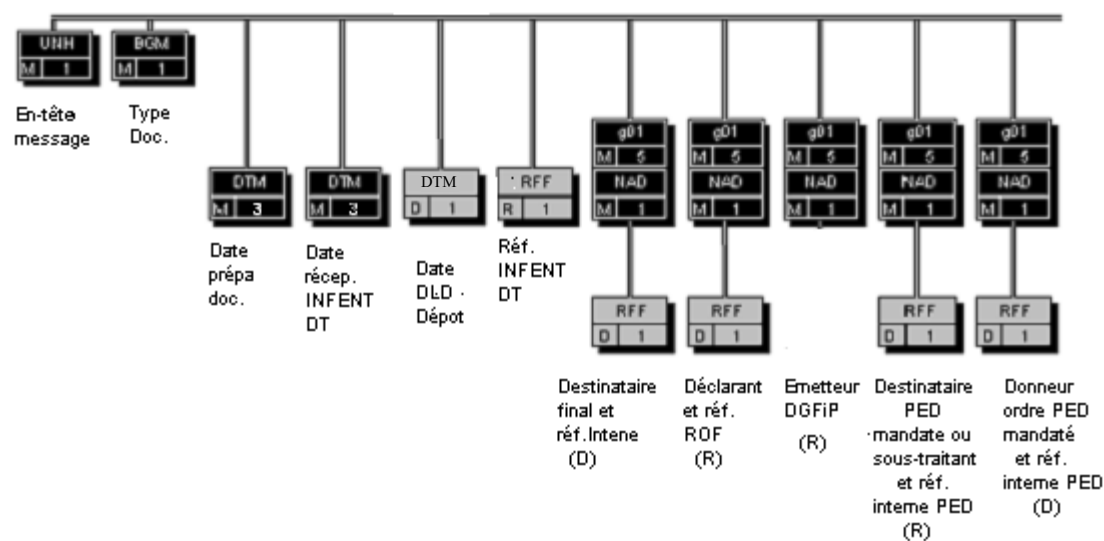 UNH
M 1
En-tête
message
BGM
M 1
Type
Doc.
DTM
M 3
Date
prépa
doc.
DTM
M 3
Date
récep.
INFENT
DT
DTM
D 1
Date
DLD .
Dépot
RFF
R 1
Réf.
INFENT
DT
g01
M 5
NAD
M 1
RFF
D 1
Destinataire
final et
réf.Intene
(D)
g01
M 5
NAD
M 1
RFF
D 1
Déclarant
et réf.
ROF
(R)
g01
M 5
NAD
M 1
Emetteur
DGFiP
(R)
g01
M 5
NAD
M 1
RFF
D 1
Destinataire
PED
mandate ou
sous-traitant
et réf.
interne PED
(R)
g01
M 5
NAD
M 1
RFF
D 1
Donneur
ordre PED
mandaté
et réf.
interne PED
(D)